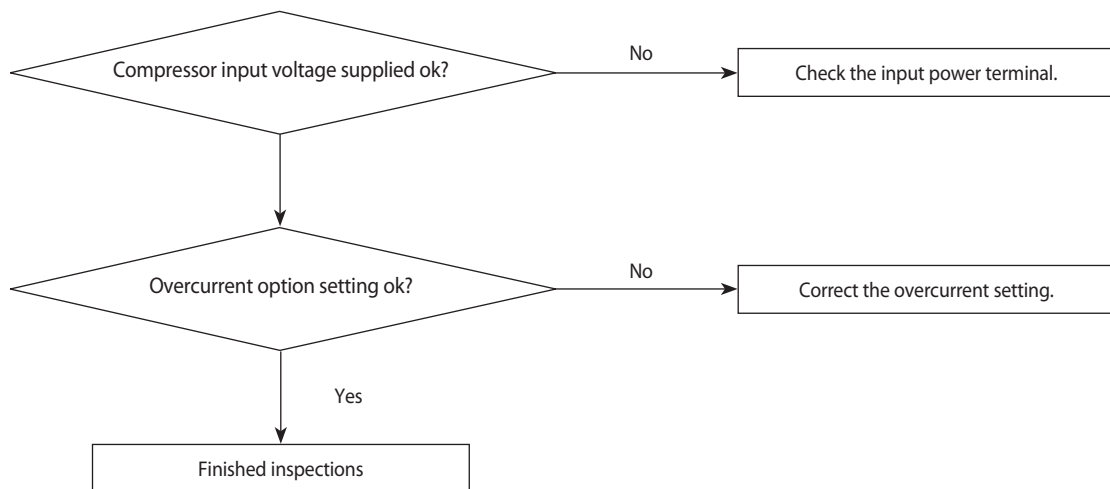 Compressor input voltage supplied ok?
No
Check the input power terminal.
Overcurrent option setting ok?
No
Correct the overcurrent setting.
Yes
Finished inspections